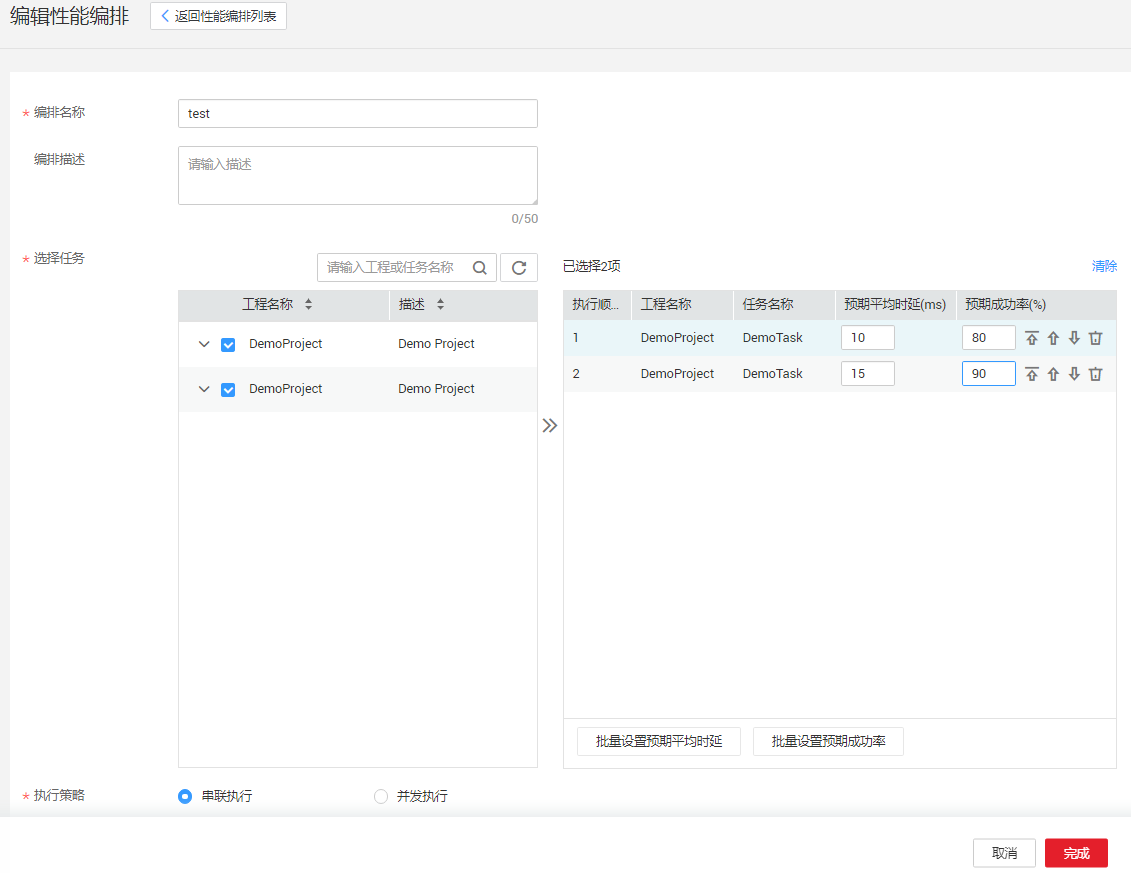 编辑性能编排
返回性能编排列表
* 编排名称
test
编排描述
请输入描述
0/50
* 选择任务
请输入工程或任务名称
已选择2项
清除
工程名称 描述
DemoProject Demo Project
DemoProject Demo Project
执行顺... 工程名称 任务名称 预期平均时延(ms) 预期成功率(%)
1 DemoProject DemoTask 10 80
2 DemoProject DemoTask 15 90
批量设置预期平均时延 批量设置预期成功率
* 执行策略
串联执行 并发执行
取消 完成